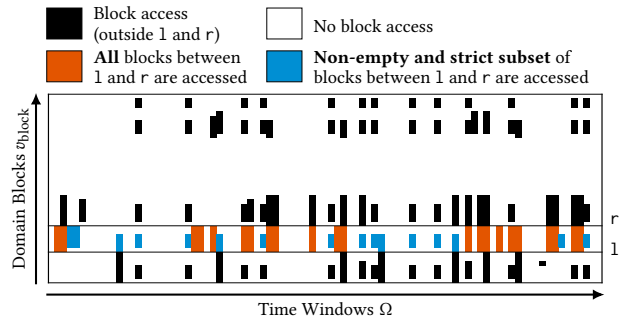 Block access
(outside l and r)
No block access
All blocks between
l and r are accessed
Non-empty and strict subset of
blocks between l and r are accessed
Domain Blocks vblock
r
l
Time Windows Ω